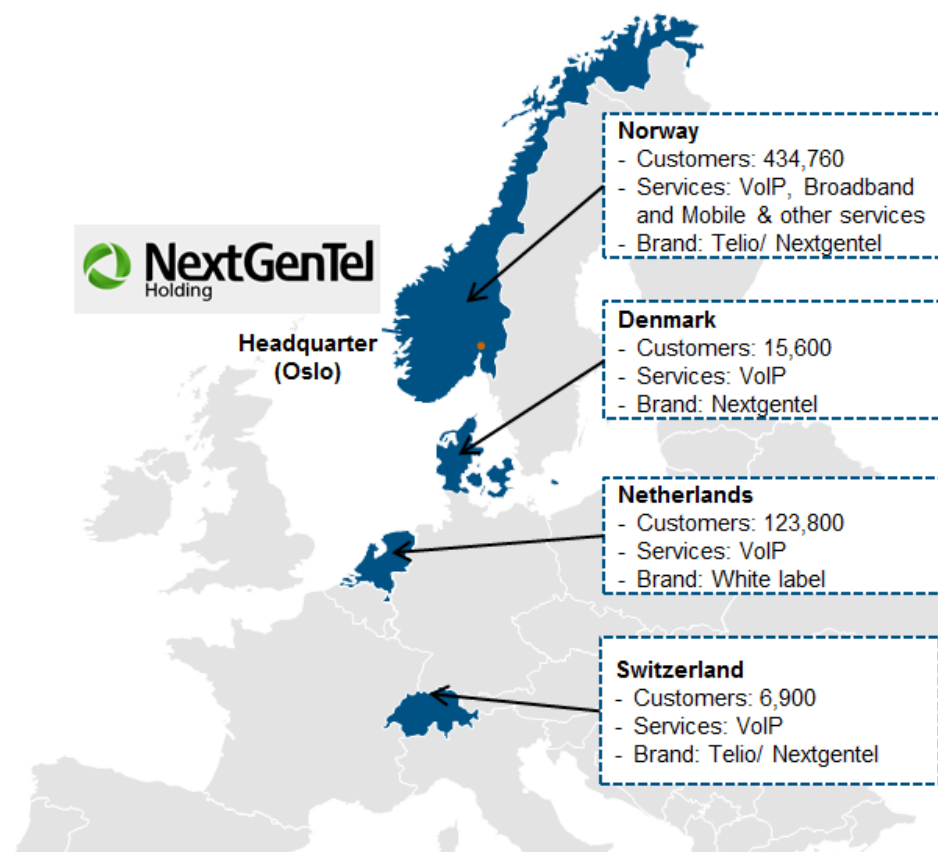 NextGenTel
Holding
Headquarter
(Oslo)
Norway
- Customers: 434,760
- Services: VoIP, Broadband
and Mobile & other services
- Brand: Telio/ Nextgentel
Denmark
- Customers: 15,600
- Services: VoIP
- Brand: Nextgentel
Netherlands
- Customers: 123,800
- Services: VoIP
- Brand: White label
Switzerland
- Customers: 6,900
- Services: VoIP
- Brand: Telio/ Nextgentel